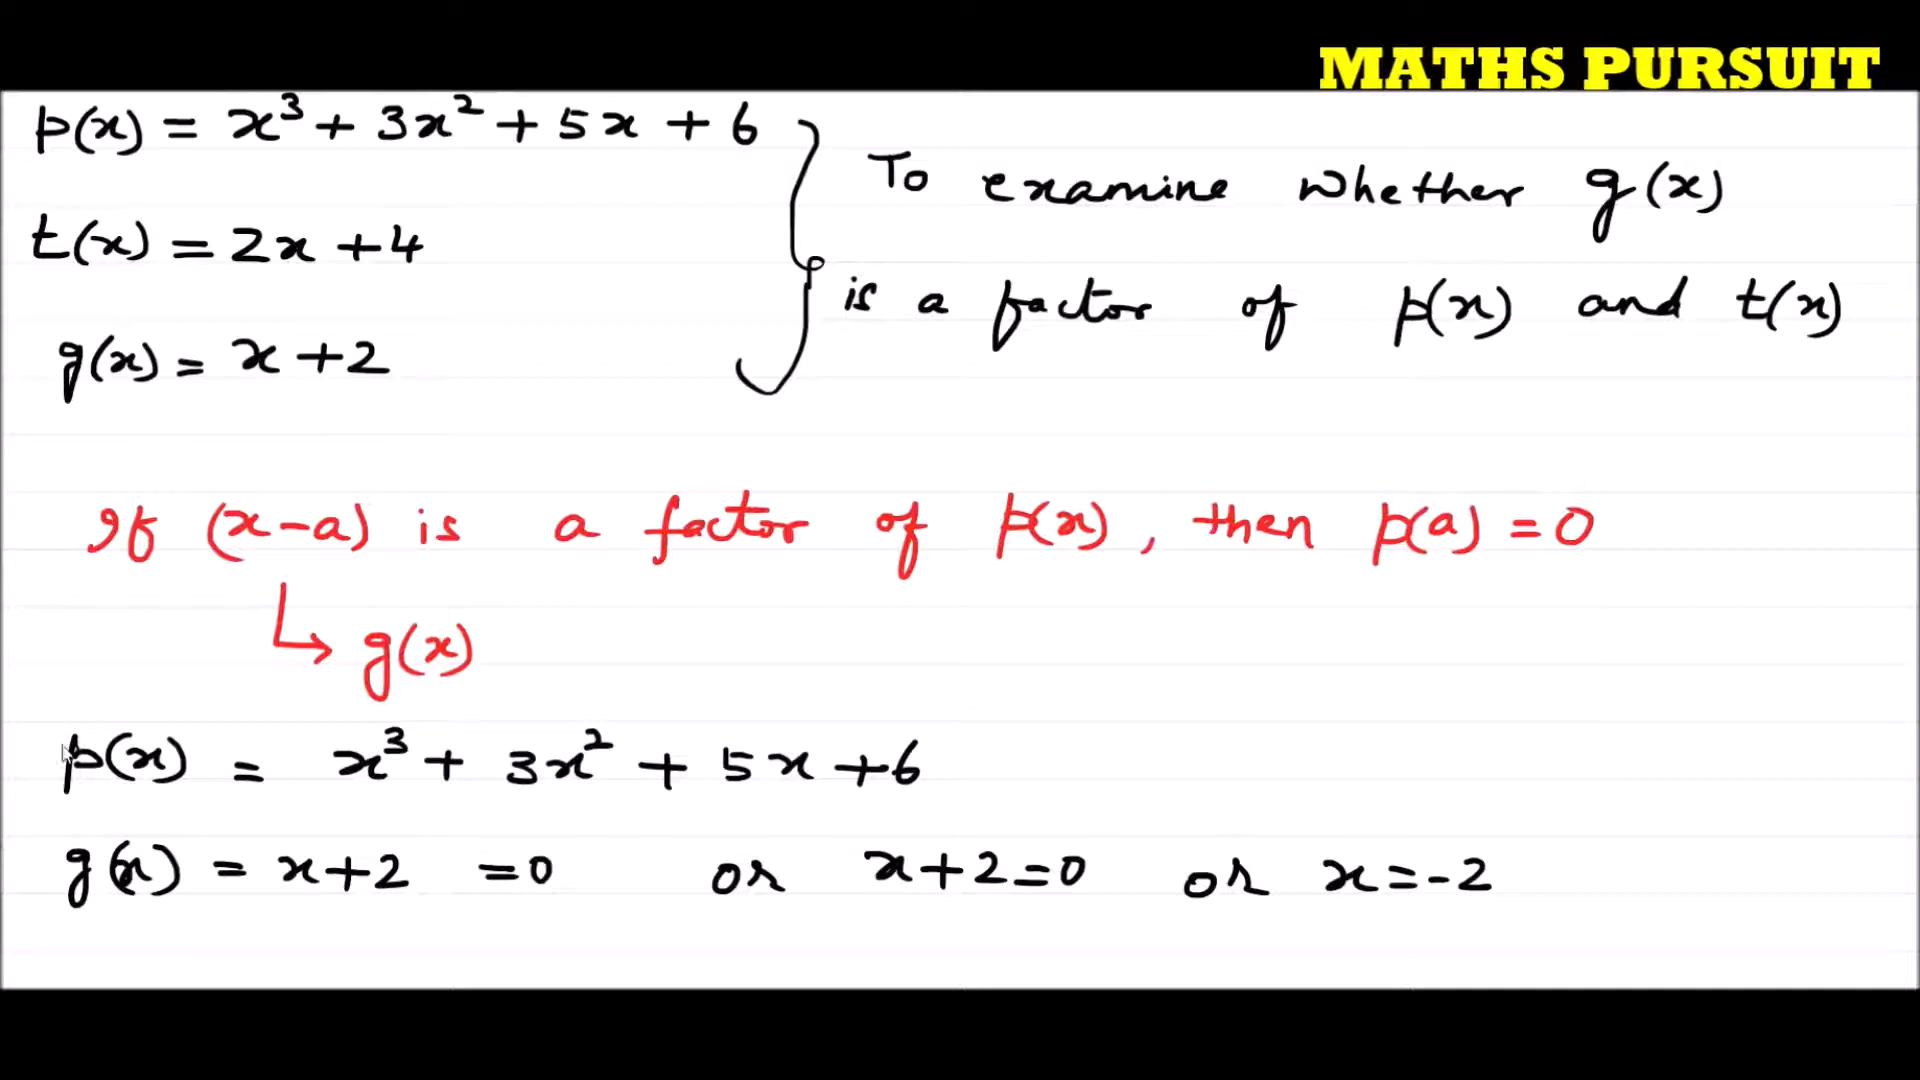 MATHS PURSUIT
p(x) = x³ + 3x² + 5x + 6
t(x) = 2x + 4
g(x) = x + 2
To examine whether g(x)
is a factor of p(x) and t(x)
If (x-a) is a factor of p(x), then p(a) = 0
↳ g(x)
p(x) = x³ + 3x² + 5x + 6
g(x) = x+2 = 0 or x+2=0 or x=-2